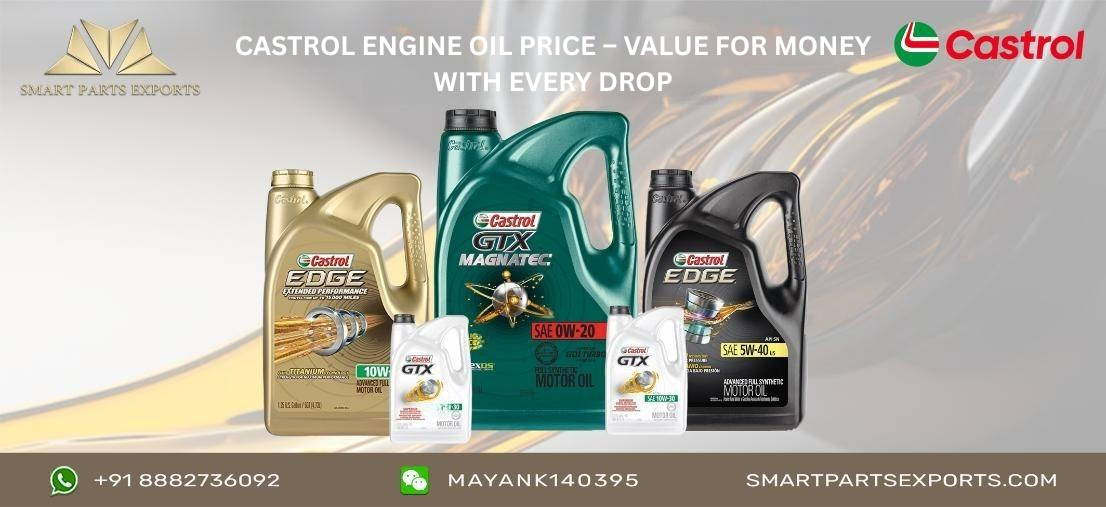 CASTROL ENGINE OIL PRICE – VALUE FOR MONEY
WITH EVERY DROP
SMART PARTS EXPORTS
Castrol
Castrol
EDGE
EXTENDED PERFORMANCE
TITANIUM
10W-
ADVANCED FULL SYNTHETIC
MOTOR OIL
Castrol
GTX
MOTOR OIL
Castrol
Castrol
GTX
MAGNATEC
SAE 0W-20
FULL SYNTHETIC
MOTOR OIL
Castrol
GTX
SAE 10W-30
MOTOR OIL
Castrol
EDGE
API SN
SAE 5W-40
ADVANCED FULL SYNTHETIC
MOTOR OIL
+91 8882736092
MAYANK140395
SMARTPARTSEXPORTS.COM